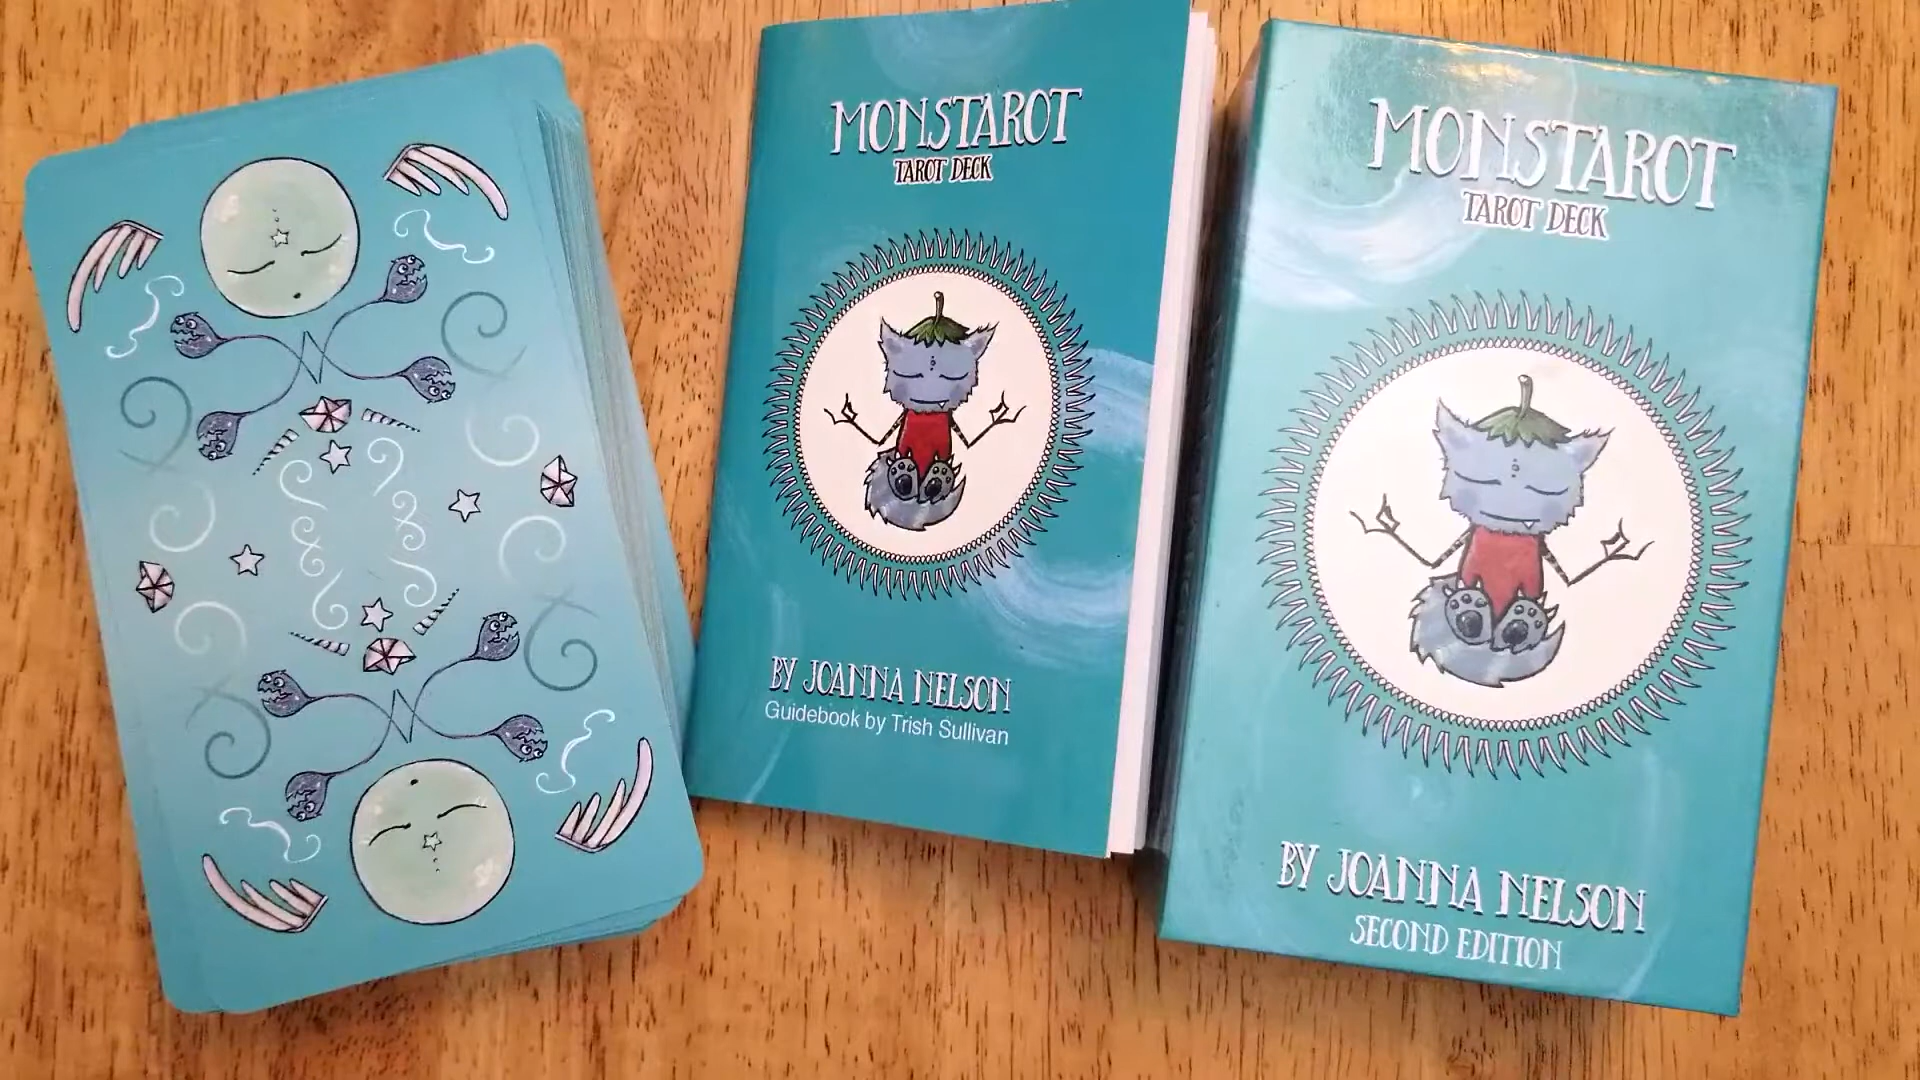 MONSTAROT
TAROT DECK
BY JOANNA NELSON
Guidebook by Trish Sullivan
MONSTAROT
TAROT DECK
BY JOANNA NELSON
SECOND EDITION